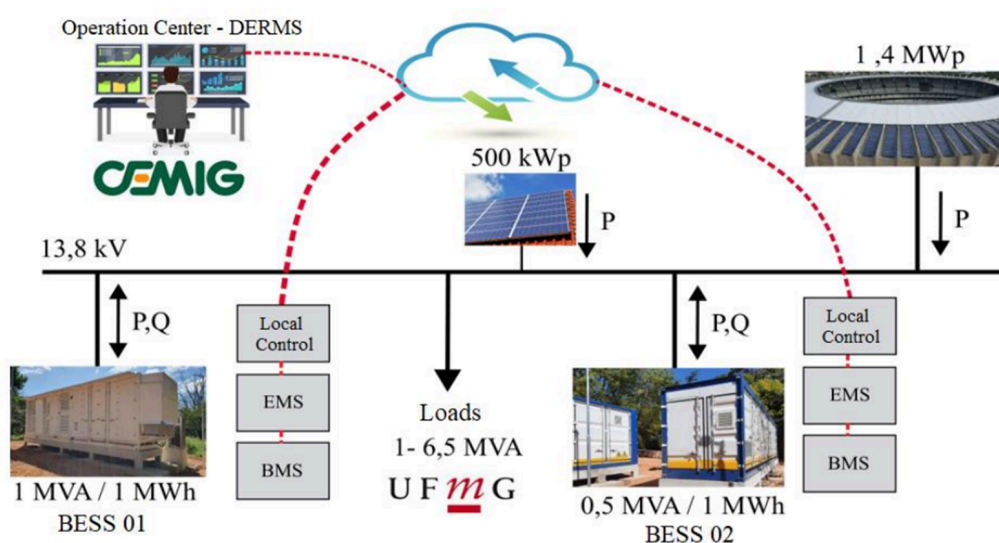 Operation Center - DERMS
CEMIG
1 ,4 MWp
500 kWp
P
P
13,8 kV
P,Q
Local
Control
EMS
BMS
Loads
1- 6,5 MVA
UFmG
P,Q
Local
Control
EMS
BMS
1 MVA / 1 MWh
BESS 01
0,5 MVA / 1 MWh
BESS 02